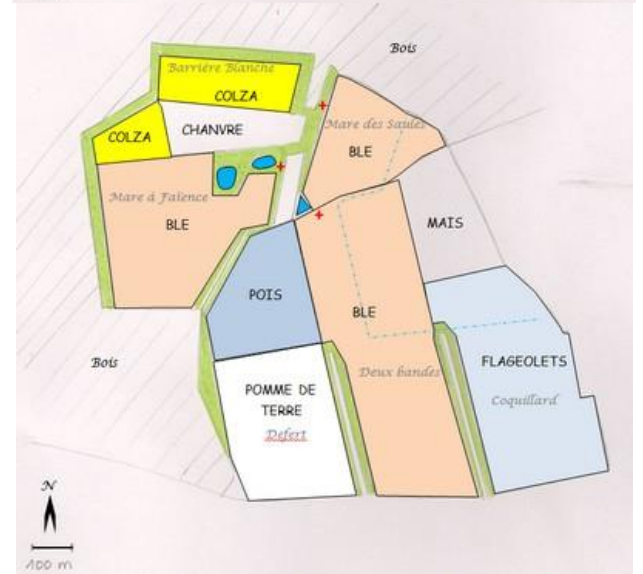 Bois
Barrière Blanche
COLZA
COLZA
CHANVRE
Mare des Saules
BLE
Mare à Faïence
BLE
MAIS
POIS
BLE
Bois
POMME DE
TERRE
Defert
Deux bandes
FLAGEOLETS
Coquillard
N
100 m